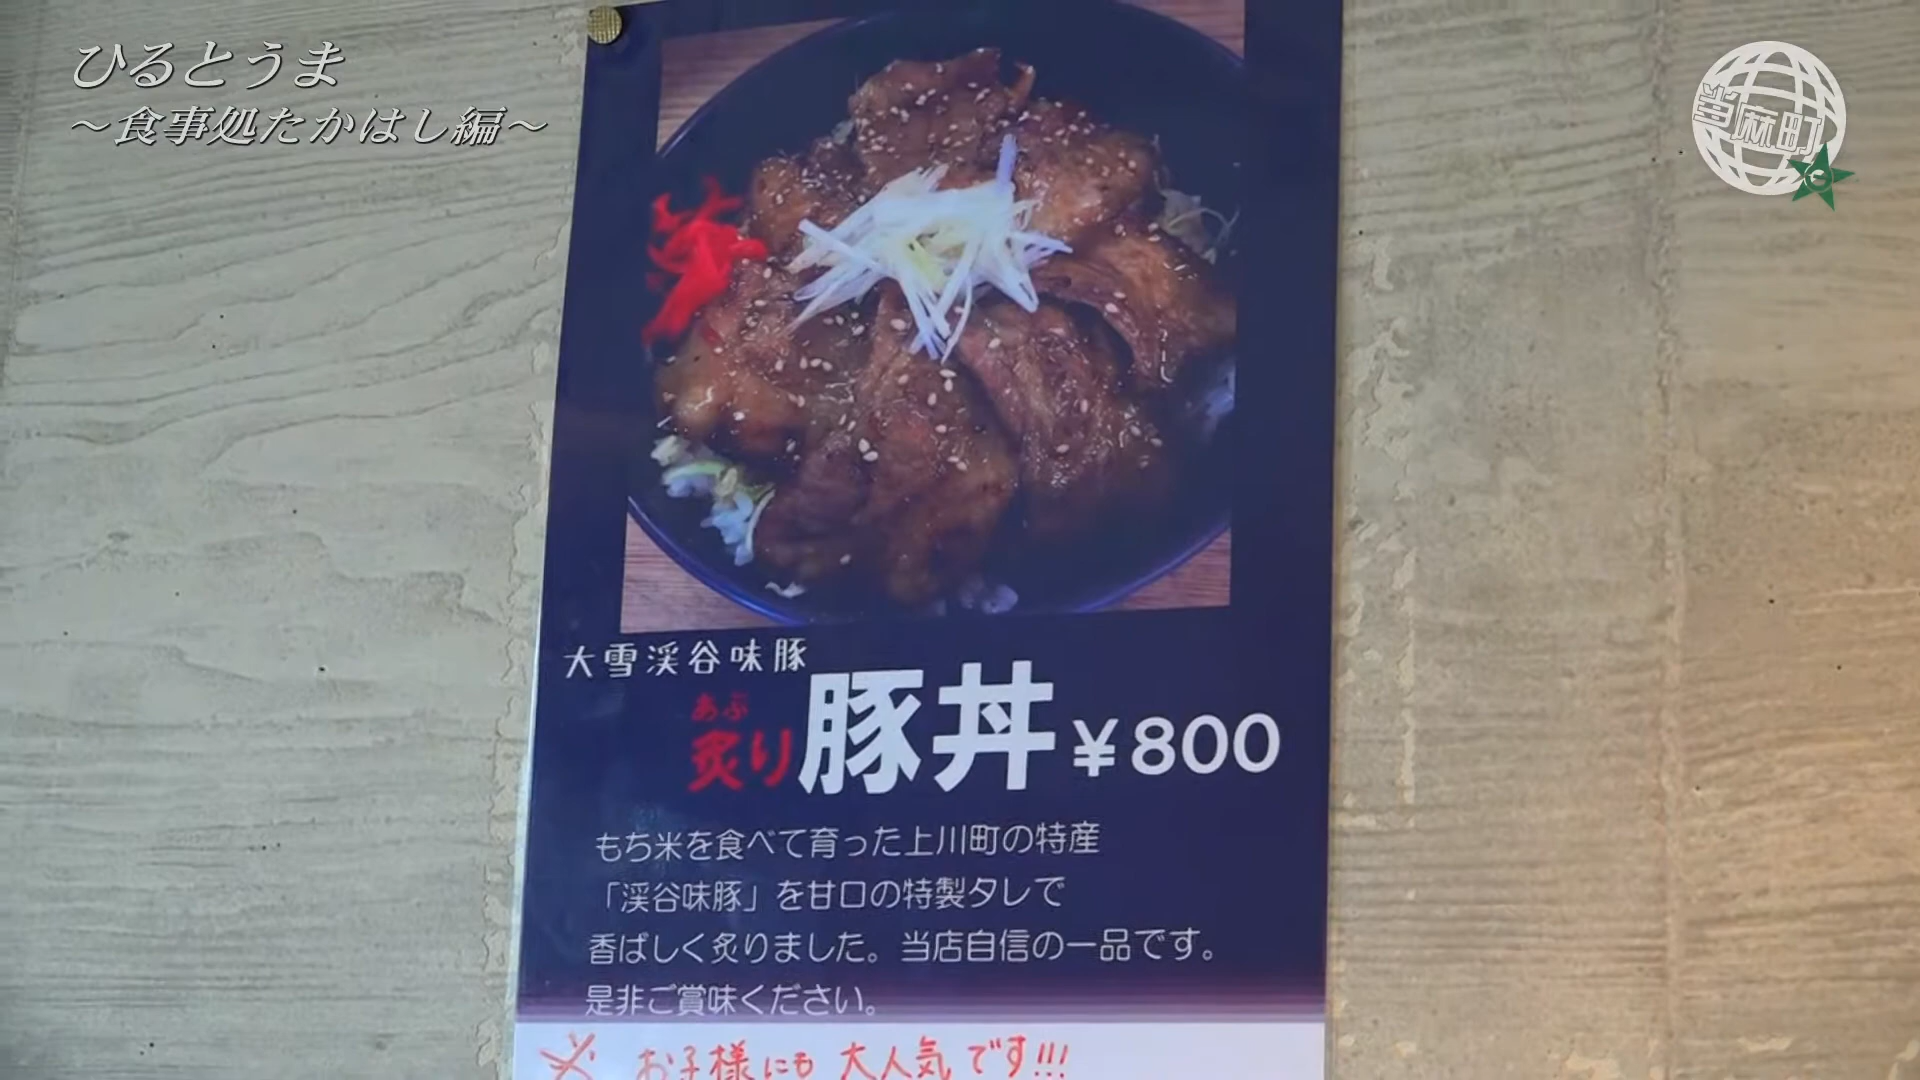 ひるとうま
～食事処たかはし編～
当麻町
大雪渓谷味豚
あぶ
炙り豚丼 ¥800
もち米を食べて育った上川町の特産
「渓谷味豚」を甘口の特製タレで
香ばしく炙りました。当店自信の一品です。
是非ご賞味ください。
※ お子様にも 大人気です!!!